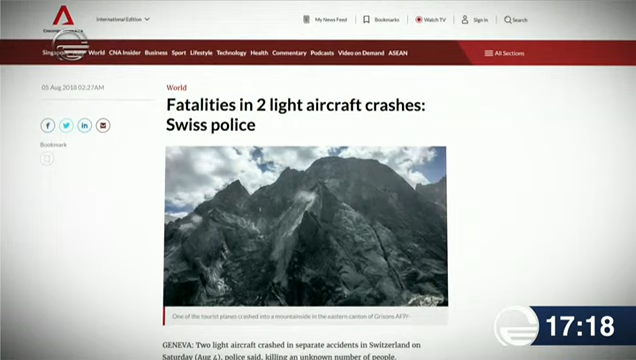 International Edition
My News Feed
Bookmarks
Watch TV
Sign In
Search
World CNA Insider Business Sport Lifestyle Technology Health Commentary Podcasts Video on Demand ASEAN
All Sections
05 Aug 2018 02:27AM
World
Fatalities in 2 light aircraft crashes:
Swiss police
Bookmark
One of the tourist planes crashed into a mountainside in the eastern canton of Grisons AFP/
GENEVA: Two light aircraft crashed in separate accidents in Switzerland on
Saturday (Aug 4), police said, killing an unknown number of people,
17:18